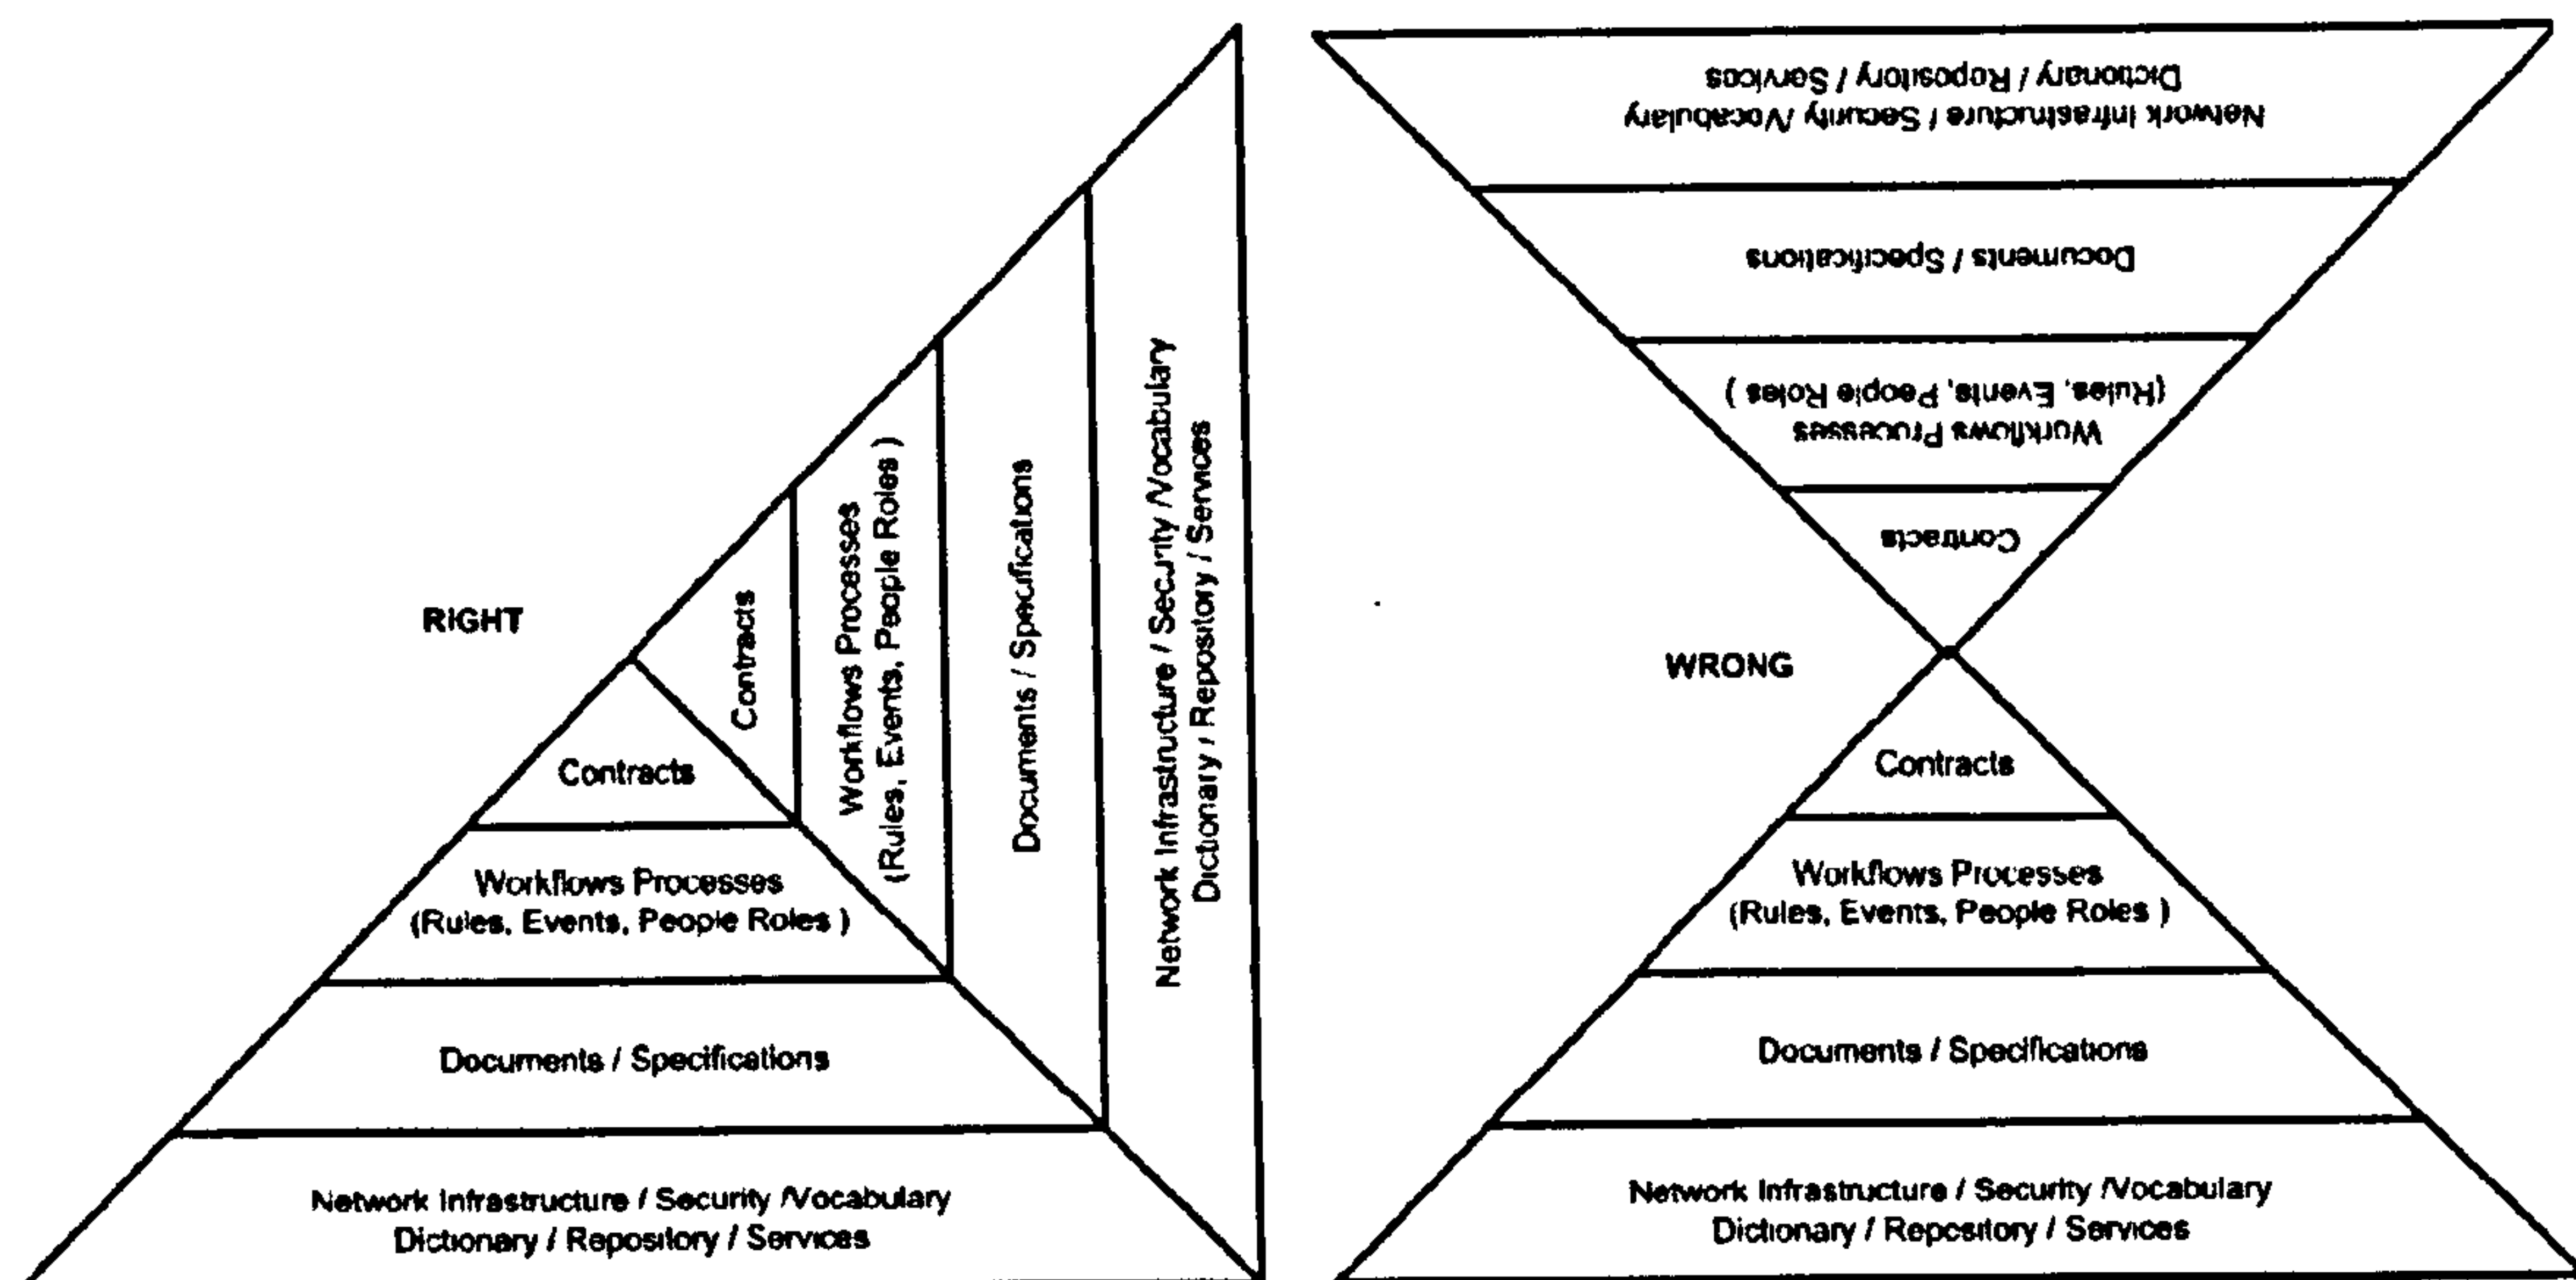 RIGHT
Contracts
Workflows Processes
(Rules, Events, People Roles )
Documents / Specifications
Network Infrastructure / Security /Vocabulary
Dictionary / Repository / Services
Contracts
Workflows Processes
(Rules, Events, People Roles )
Documents / Specifications
Network Infrastructure / Security /Vocabulary
Dictionary / Repository / Services
WRONG
Network Infrastructure / Security /Vocabulary
Dictionary / Repository / Services
Documents / Specifications
Workflows Processes
(Rules, Events, People Roles )
Contracts
Contracts
Workflows Processes
(Rules, Events, People Roles )
Documents / Specifications
Network Infrastructure / Security /Vocabulary
Dictionary / Repository / Services